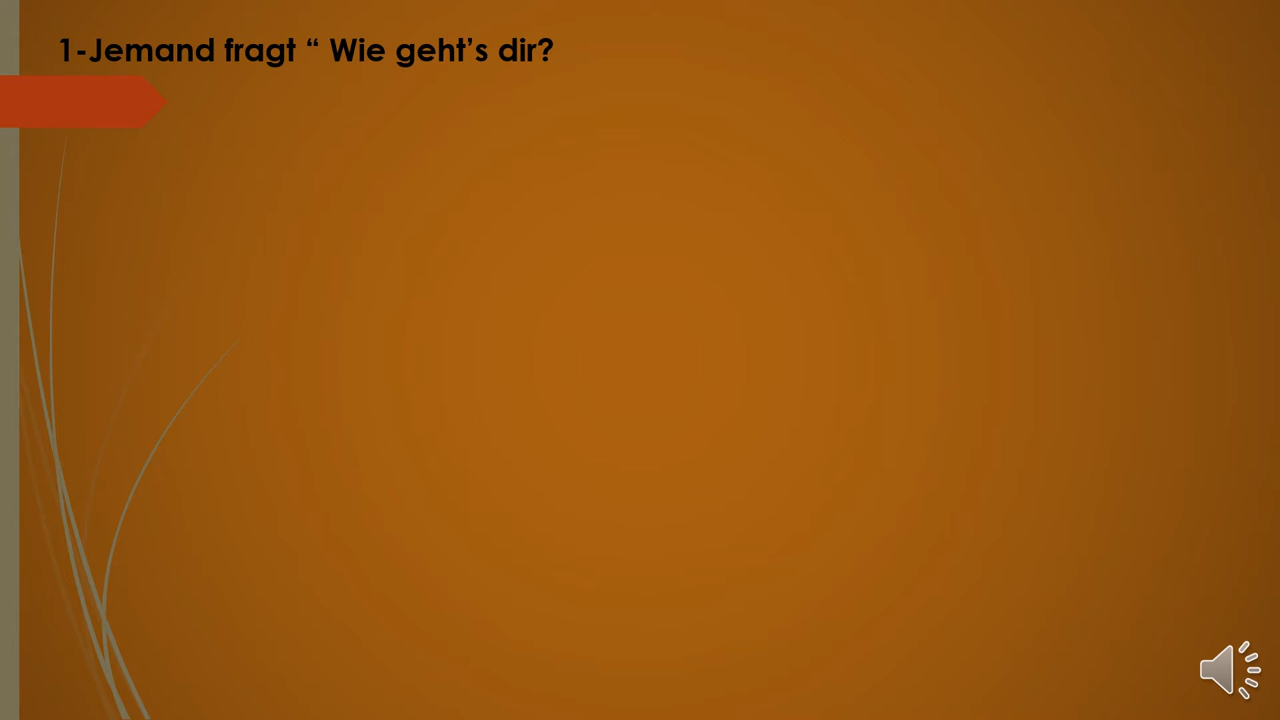 1-Jemand fragt “ Wie geht’s dir?